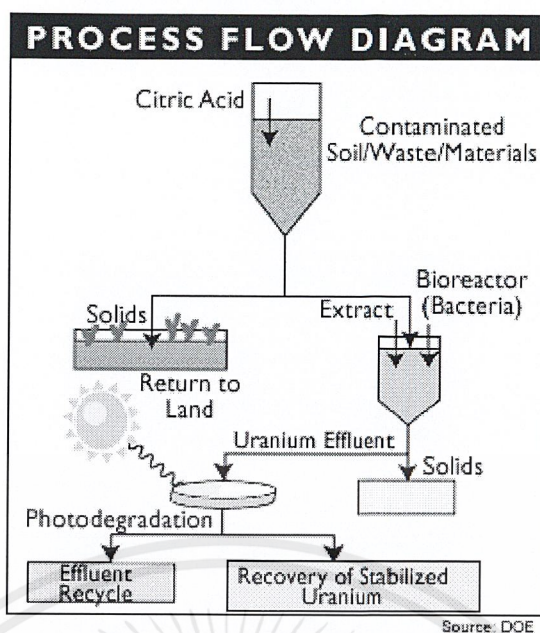 PROCESS FLOW DIAGRAM
Citric Acid
Contaminated
Soil/Waste/Materials
Bioreactor
(Bacteria)
Extract
Solids
Return to
Land
Uranium Effluent
Solids
Photodegradation
Effluent
Recycle
Recovery of Stabilized
Uranium
Source: DOE